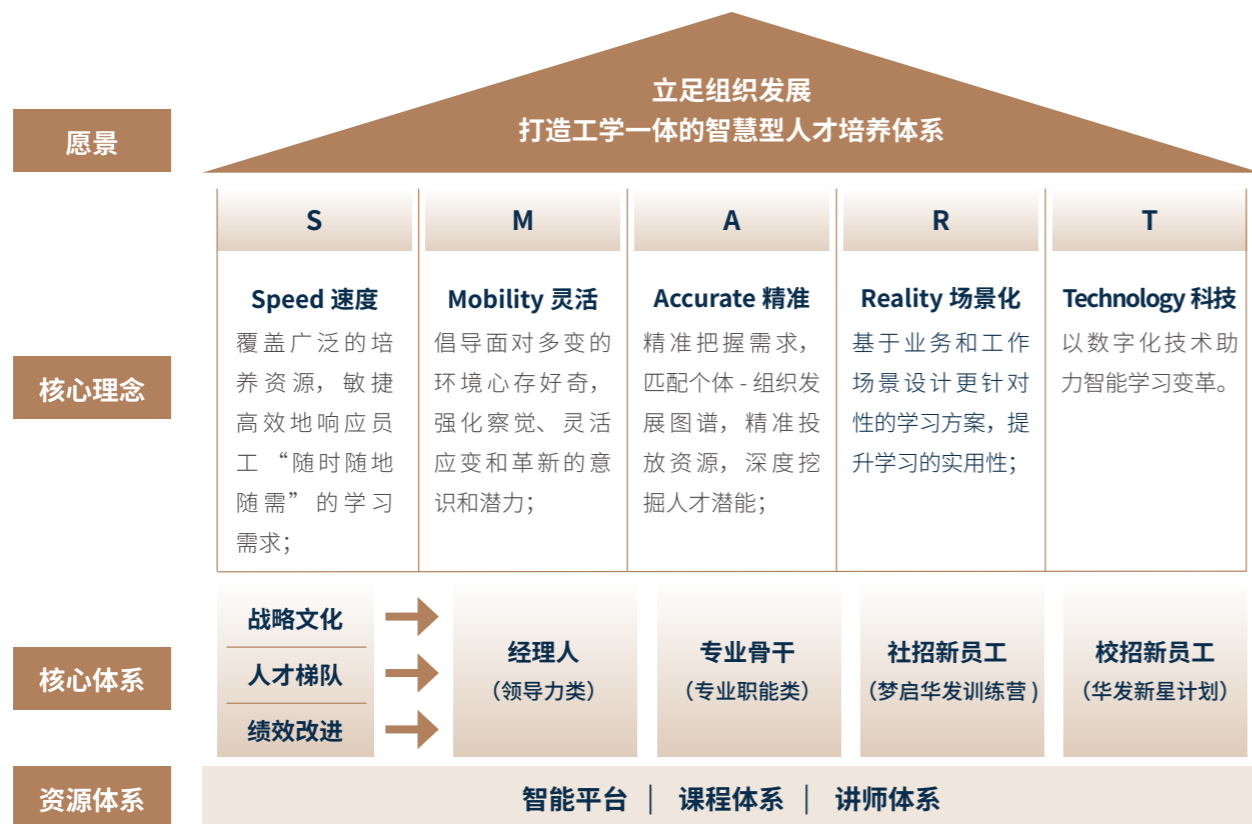 愿景
立足组织发展
打造工学一体的智慧型人才培养体系
核心理念
S
Speed 速度
覆盖广泛的培
养资源，敏捷
高效地响应员
工“随时随地
随需”的学习
需求；
M
Mobility 灵活
倡导面对多变的
环境心存好奇，
强化察觉、灵活
应变和革新的意
识和潜力；
A
Accurate 精准
精准把握需求，
匹配个体 - 组织发
展图谱，精准投
放资源，深度挖
掘人才潜能；
R
Reality 场景化
基于业务和工作
场景设计更针对
性的学习方案，提
升学习的实用性；
T
Technology 科技
以数字化技术助
力智能学习变革。
核心体系
战略文化
人才梯队
绩效改进
经理人
（领导力类）
专业骨干
（专业职能类）
社招新员工
（梦启华发训练营 )
校招新员工
（华发新星计划）
资源体系
智能平台 | 课程体系 | 讲师体系